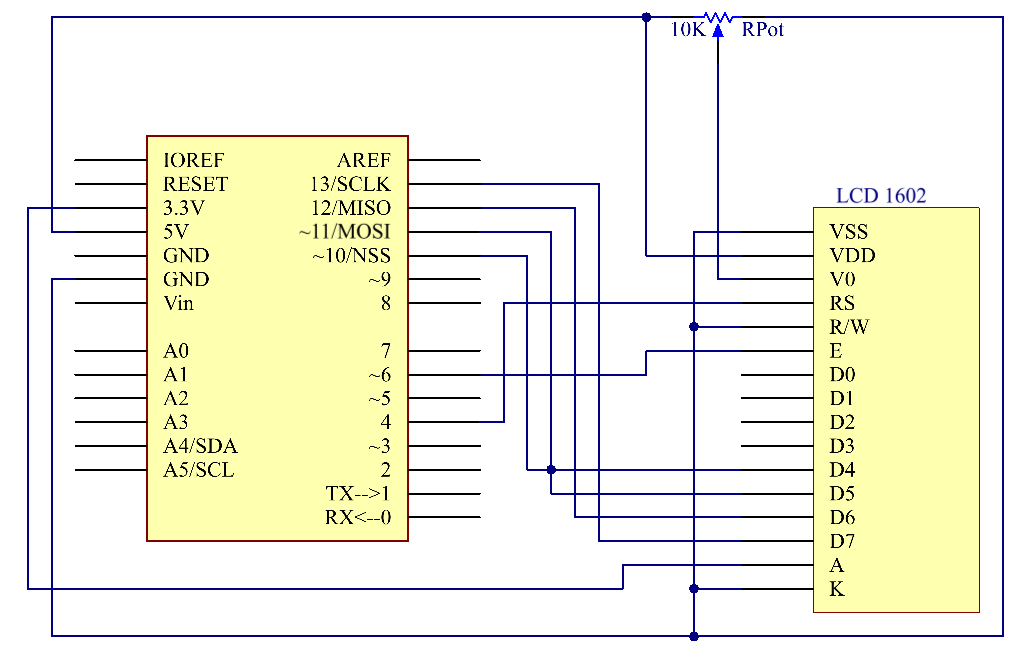 10K RPot
IOREF AREF
RESET 13/SCLK
3.3V 12/MISO
5V ~11/MOSI
GND ~10/NSS
GND ~9
Vin 8
A0 7
A1 ~6
A2 ~5
A3 4
A4/SDA ~3
A5/SCL 2
TX-->1
RX<--0
LCD 1602
VSS
VDD
V0
RS
R/W
E
D0
D1
D2
D3
D4
D5
D6
D7
A
K